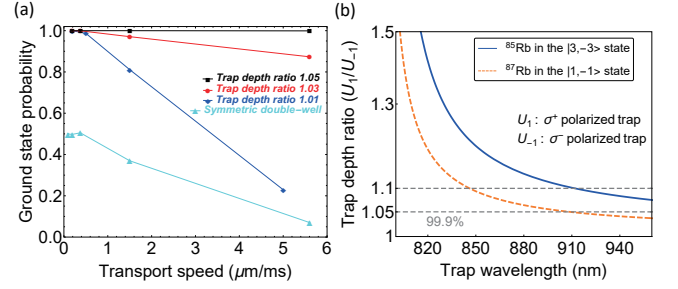 (a)
Ground state probability
1.0
0.8
0.6
0.4
0.2
0.0
Trap depth ratio 1.05
Trap depth ratio 1.03
Trap depth ratio 1.01
Symmetric double-well
0 1 2 3 4 5 6
Transport speed (μm/ms)
(b)
Trap depth ratio (U₁/U₋₁)
1.5
1.3
1.1
1.05
1
⁸⁵Rb in the |3,−3> state
⁸⁷Rb in the |1,−1> state
U₁ : σ⁺ polarized trap
U₋₁ : σ⁻ polarized trap
99.9%
820 850 880 910 940
Trap wavelength (nm)